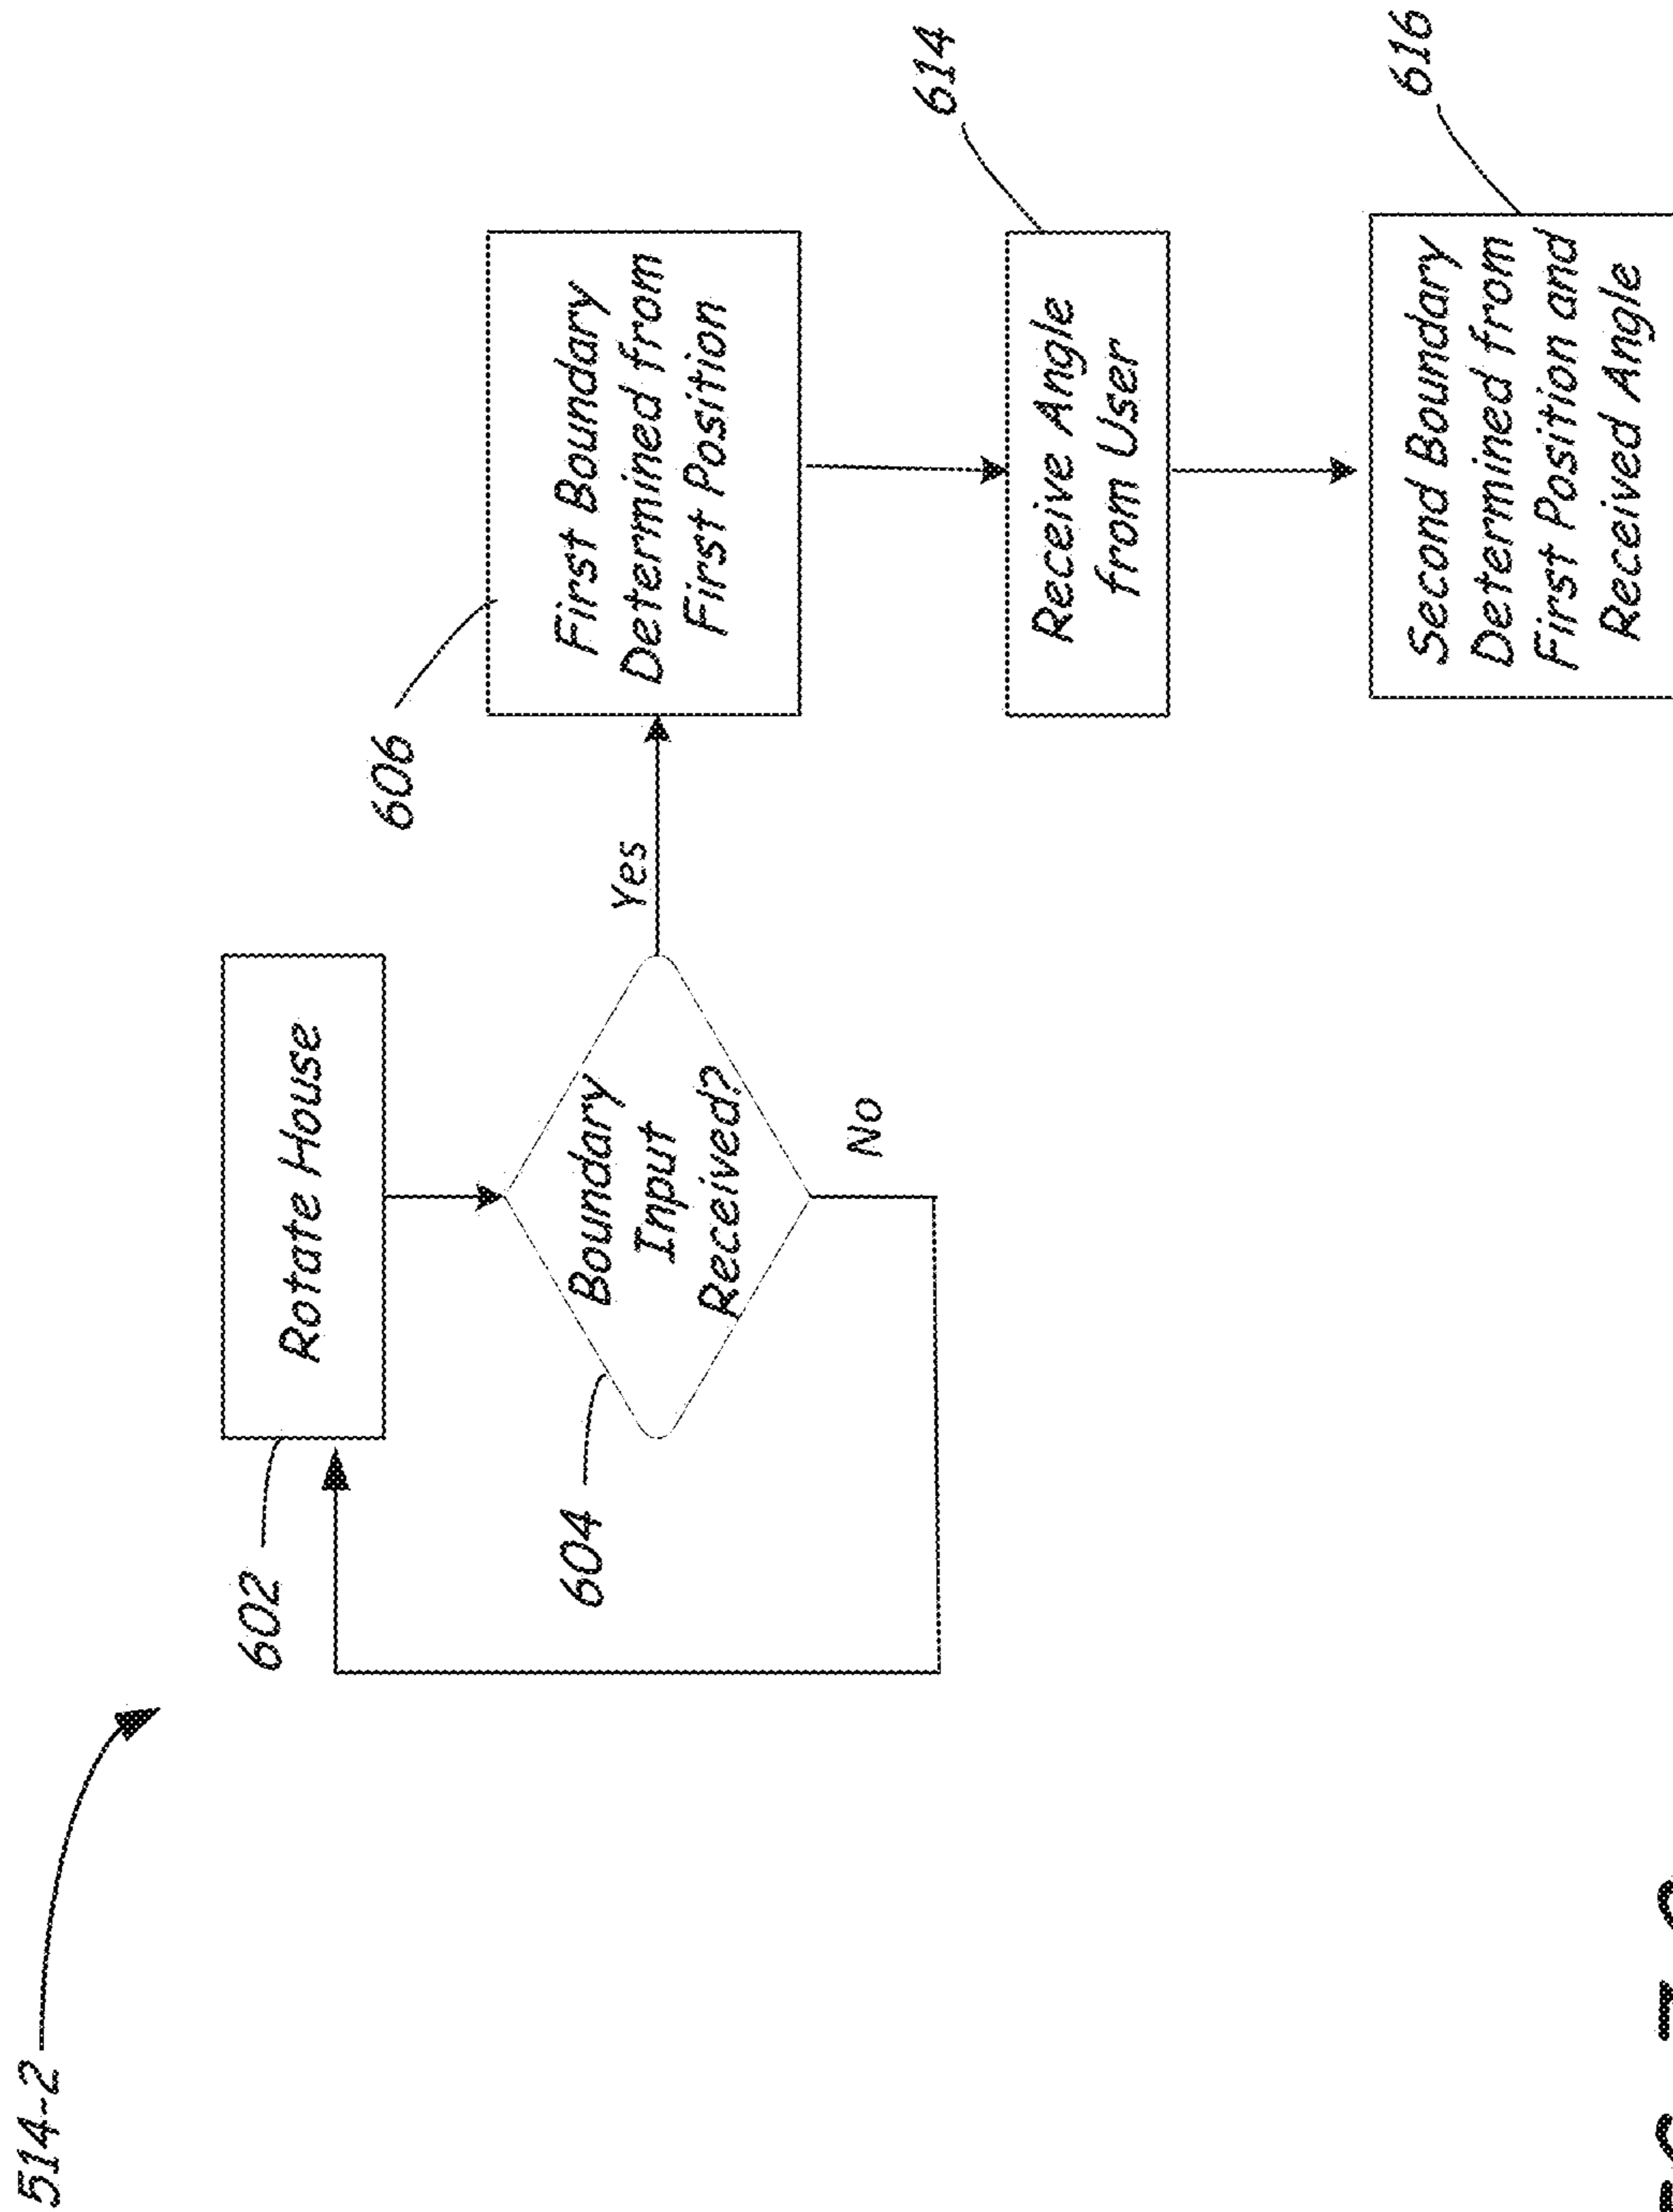 514-2
602
Rotate House
604
Boundary
Input
Received?
Yes
No
606
First Boundary
Determined from
First Position
614
Receive Angle
from User
616
Second Boundary
Determined from
First Position and
Received Angle